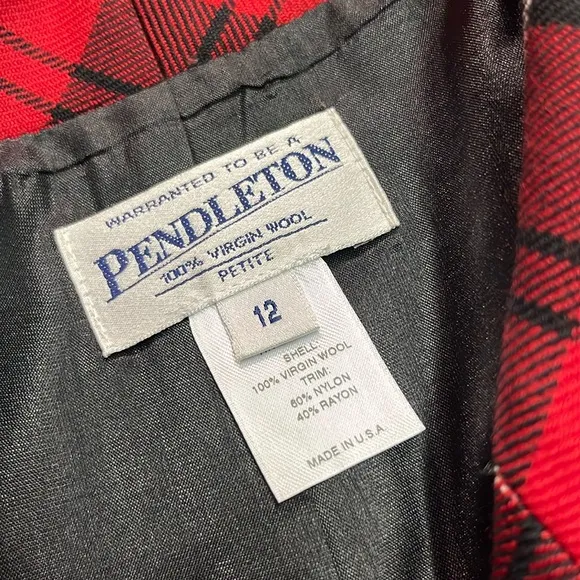 WARRANTED TO BE A
PENDLETON
100% VIRGIN WOOL
PETITE
12
SHELL:
100% VIRGIN WOOL
TRIM:
60% NYLON
40% RAYON
MADE IN U.S.A